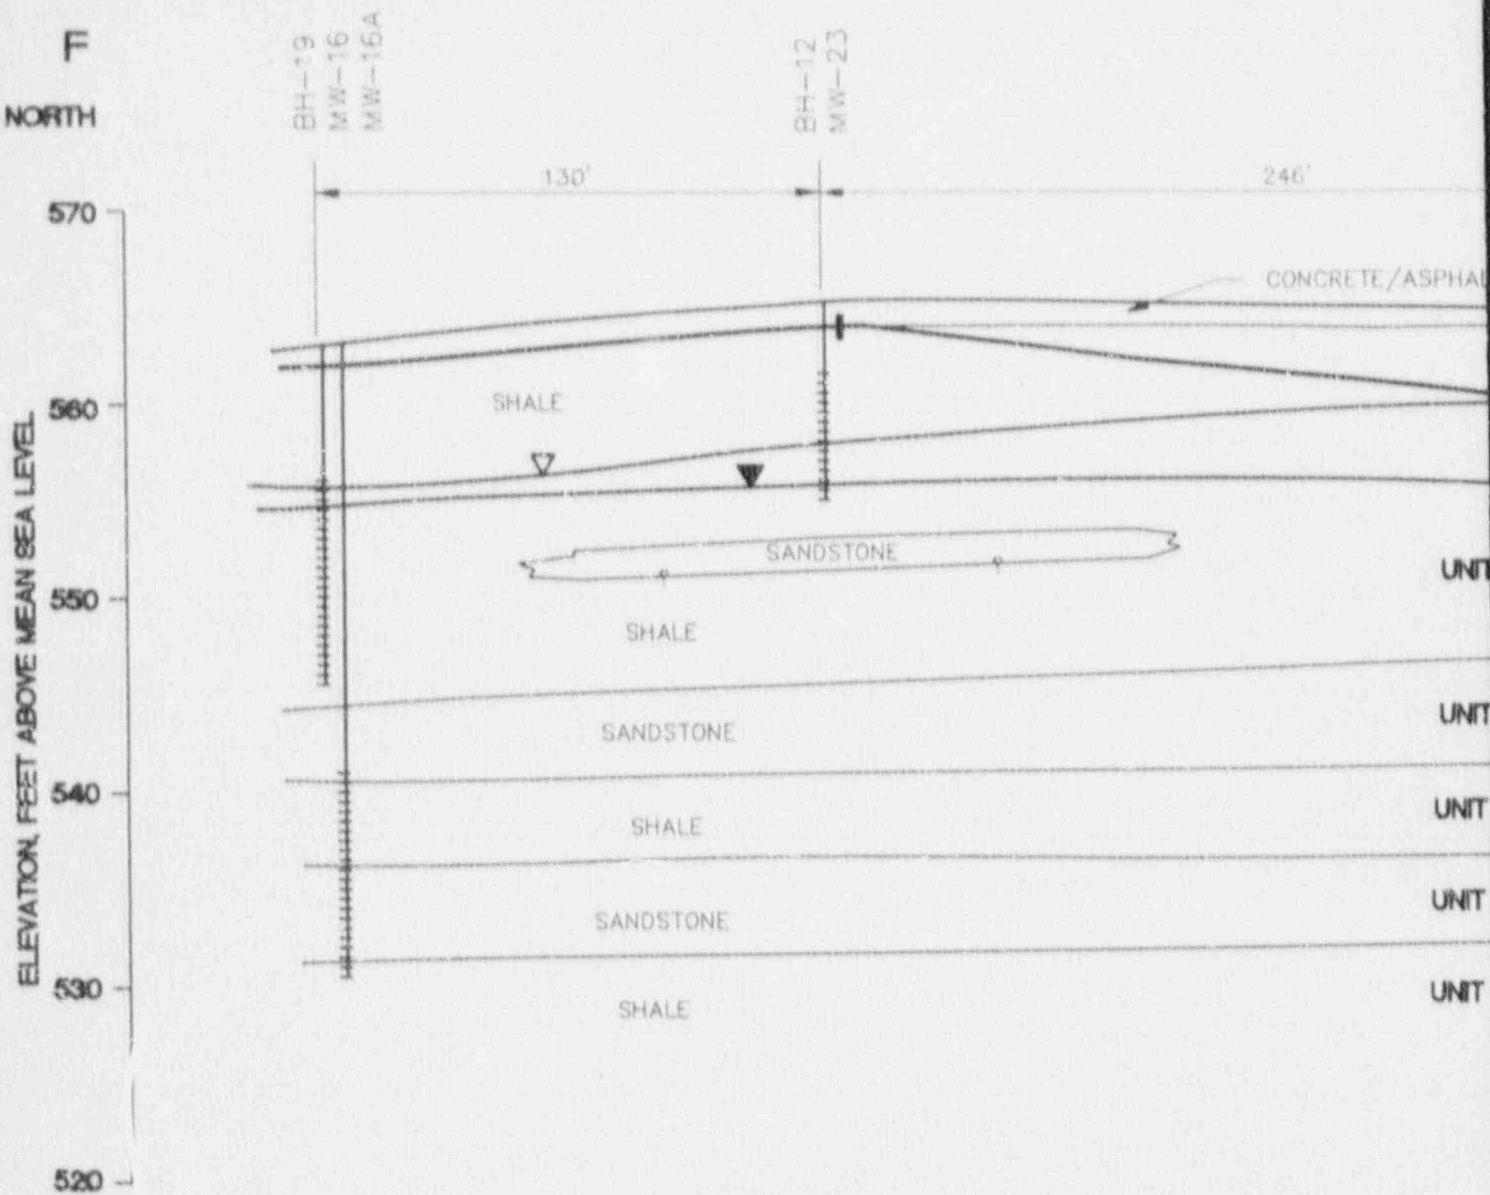 F
NORTH
BH-19
MW-16
MW-16A
BH-12
MW-23
130'
246'
570
CONCRETE/ASPHAL
560
SHALE
SANDSTONE
UNIT
550
SHALE
UNIT
SANDSTONE
540
UNIT
SHALE
UNIT
SANDSTONE
530
UNIT
SHALE
520
ELEVATION, FEET ABOVE MEAN SEA LEVEL